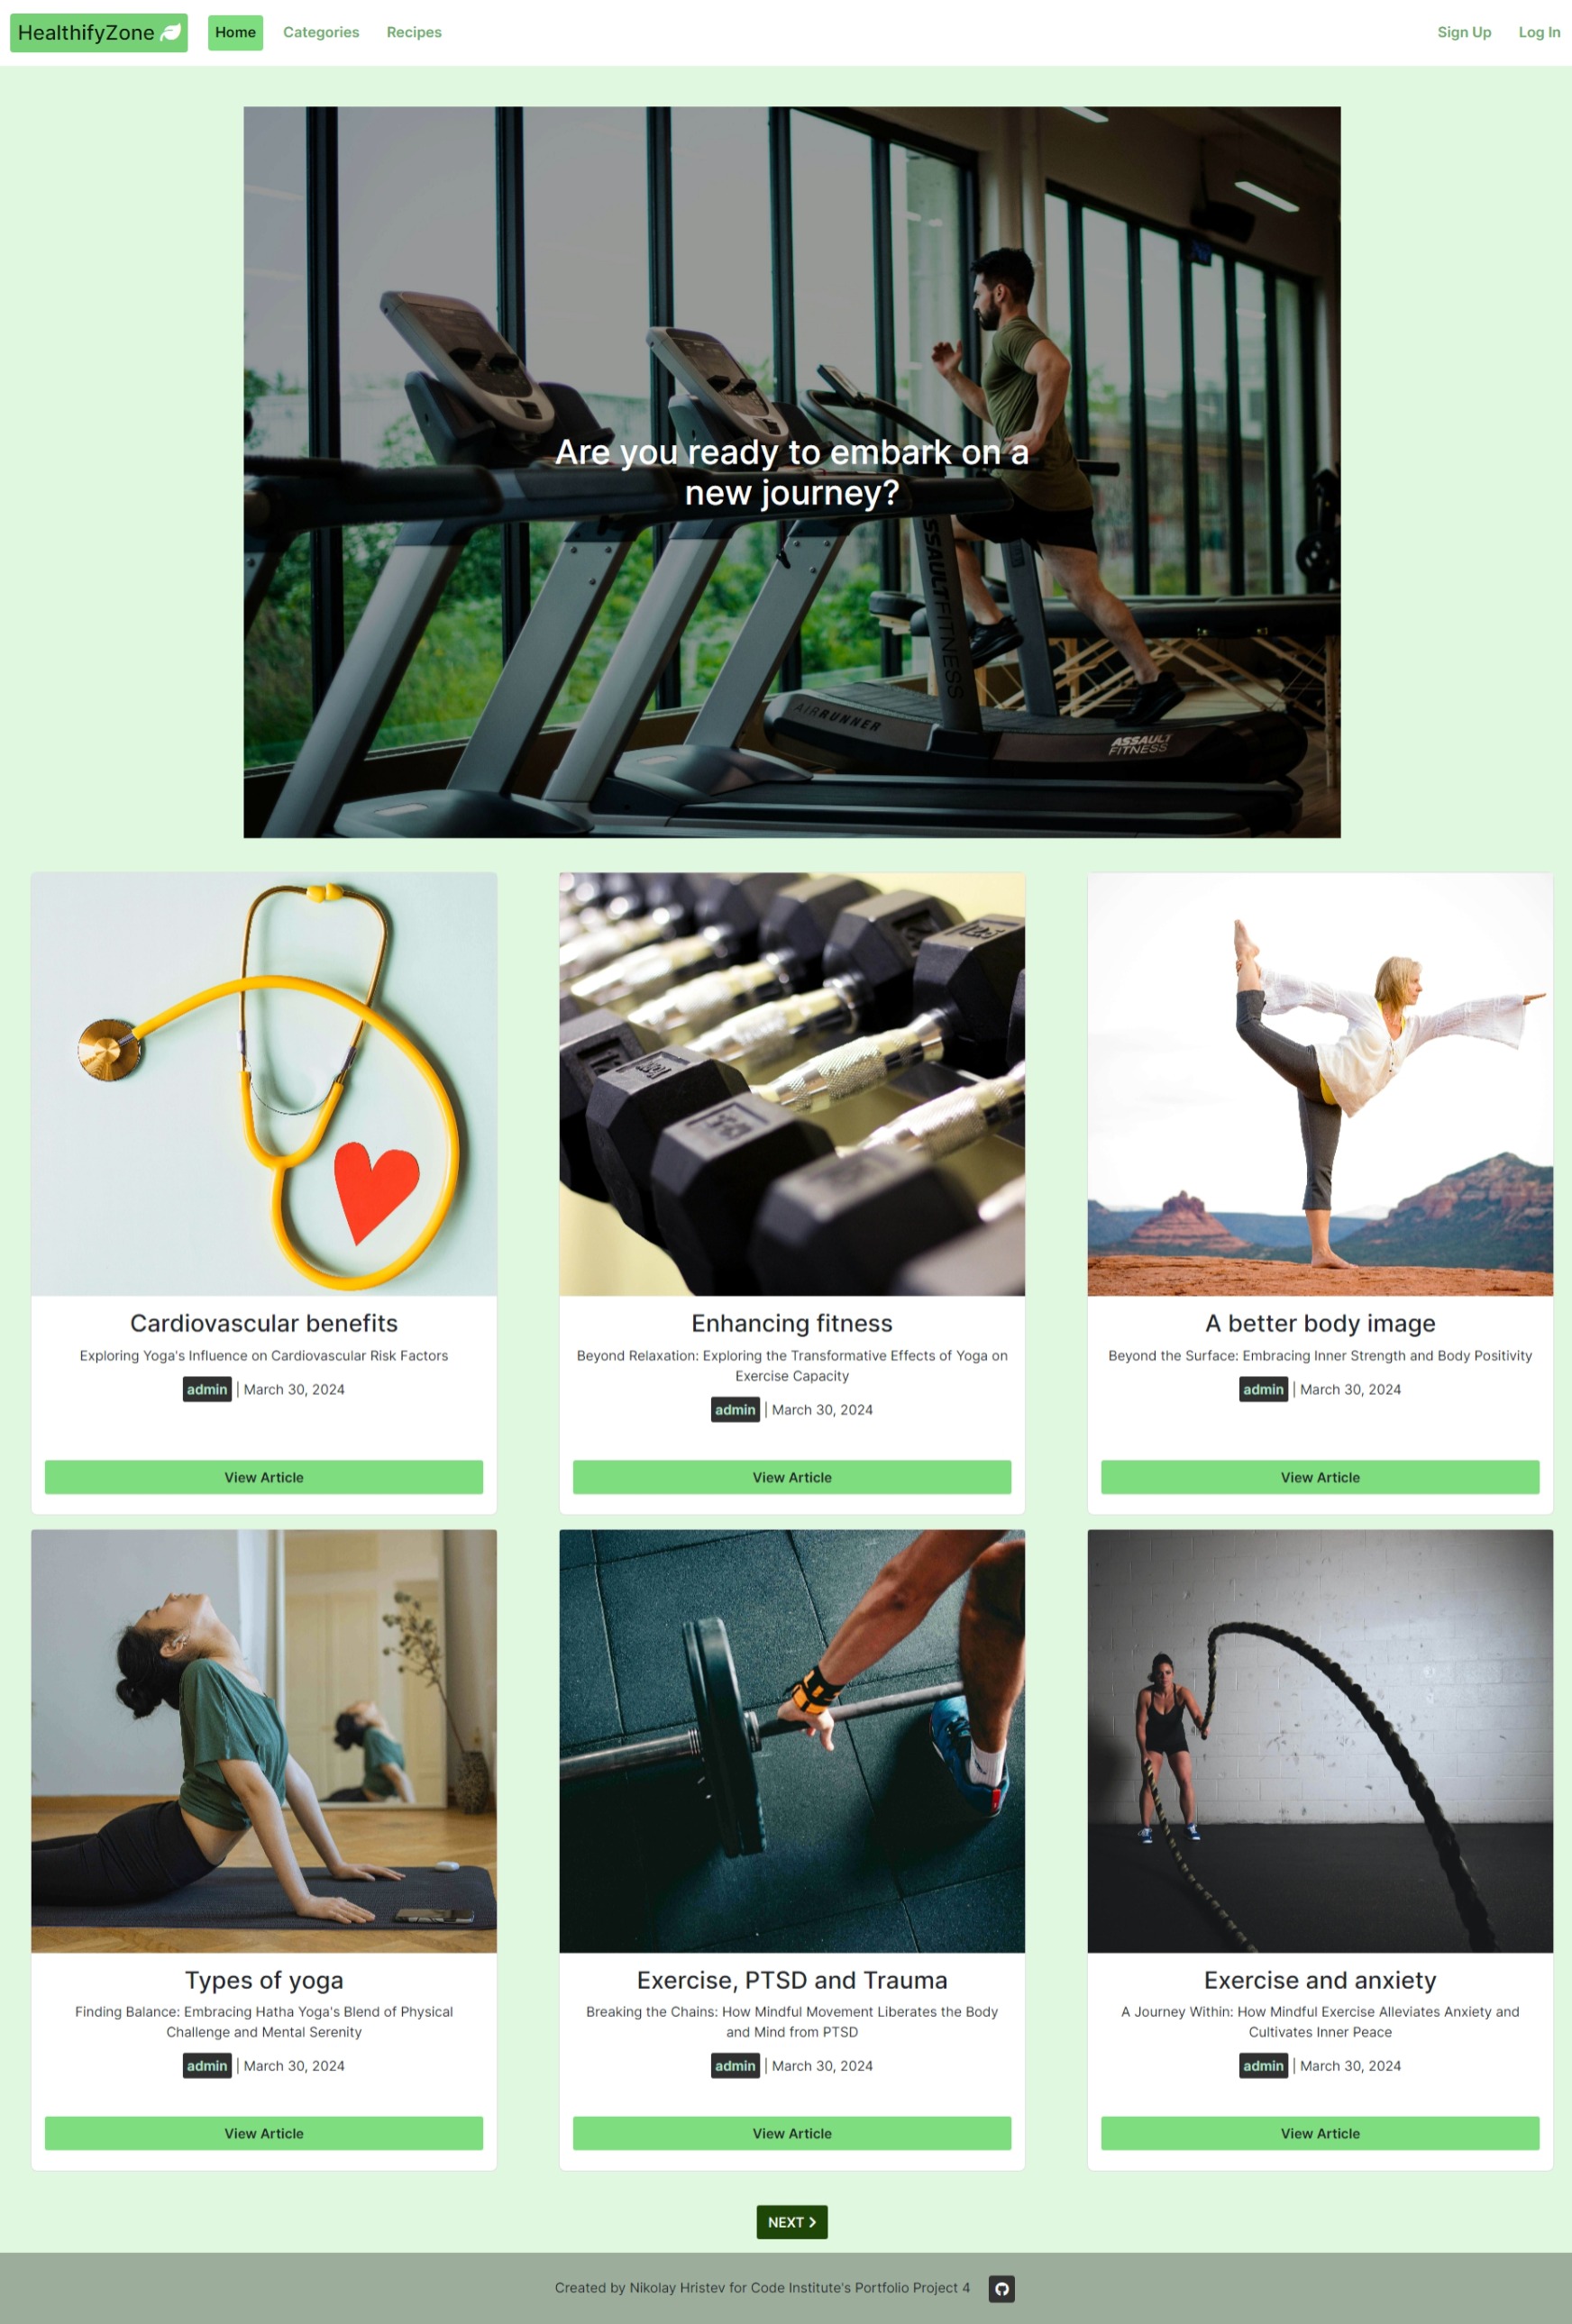 HealthifyZone
Home
Categories
Recipes
Sign Up
Log In
Are you ready to embark on a
new journey?
SSAULTFITNESS
AIRRUNNER
ASSAULT
FITNESS
Cardiovascular benefits
Exploring Yoga's Influence on Cardiovascular Risk Factors
admin | March 30, 2024
View Article
Enhancing fitness
Beyond Relaxation: Exploring the Transformative Effects of Yoga on
Exercise Capacity
admin | March 30, 2024
View Article
A better body image
Beyond the Surface: Embracing Inner Strength and Body Positivity
admin | March 30, 2024
View Article
Types of yoga
Finding Balance: Embracing Hatha Yoga's Blend of Physical
Challenge and Mental Serenity
admin | March 30, 2024
View Article
Exercise, PTSD and Trauma
Breaking the Chains: How Mindful Movement Liberates the Body
and Mind from PTSD
admin | March 30, 2024
View Article
Exercise and anxiety
A Journey Within: How Mindful Exercise Alleviates Anxiety and
Cultivates Inner Peace
admin | March 30, 2024
View Article
NEXT
Created by Nikolay Hristev for Code Institute's Portfolio Project 4